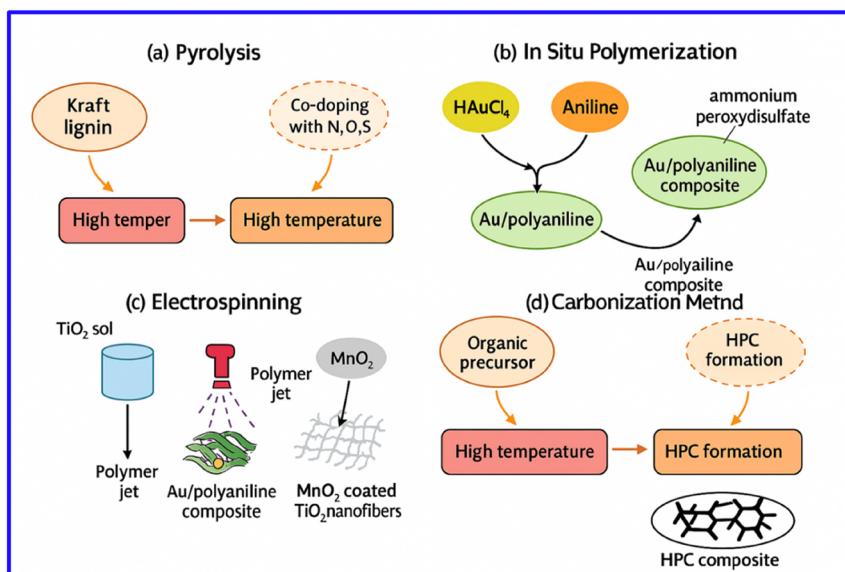 (a) Pyrolysis
Kraft
lignin
Co-doping
with N,O,S
High temper
High temperature
(b) In Situ Polymerization
HAuCl₄
Aniline
ammonium
peroxydisulfate
Au/polyaniline
composite
Au/polyaniline
Au/polyailine
composite
(c) Electrospinning
TiO₂ sol
Polymer
jet
Polymer
jet
Au/polyaniline
composite
MnO₂
MnO₂ coated
TiO₂nanofibers
(d) Carbonization Metnd
Organic
precursor
HPC
formation
High temperature
HPC formation
HPC composite